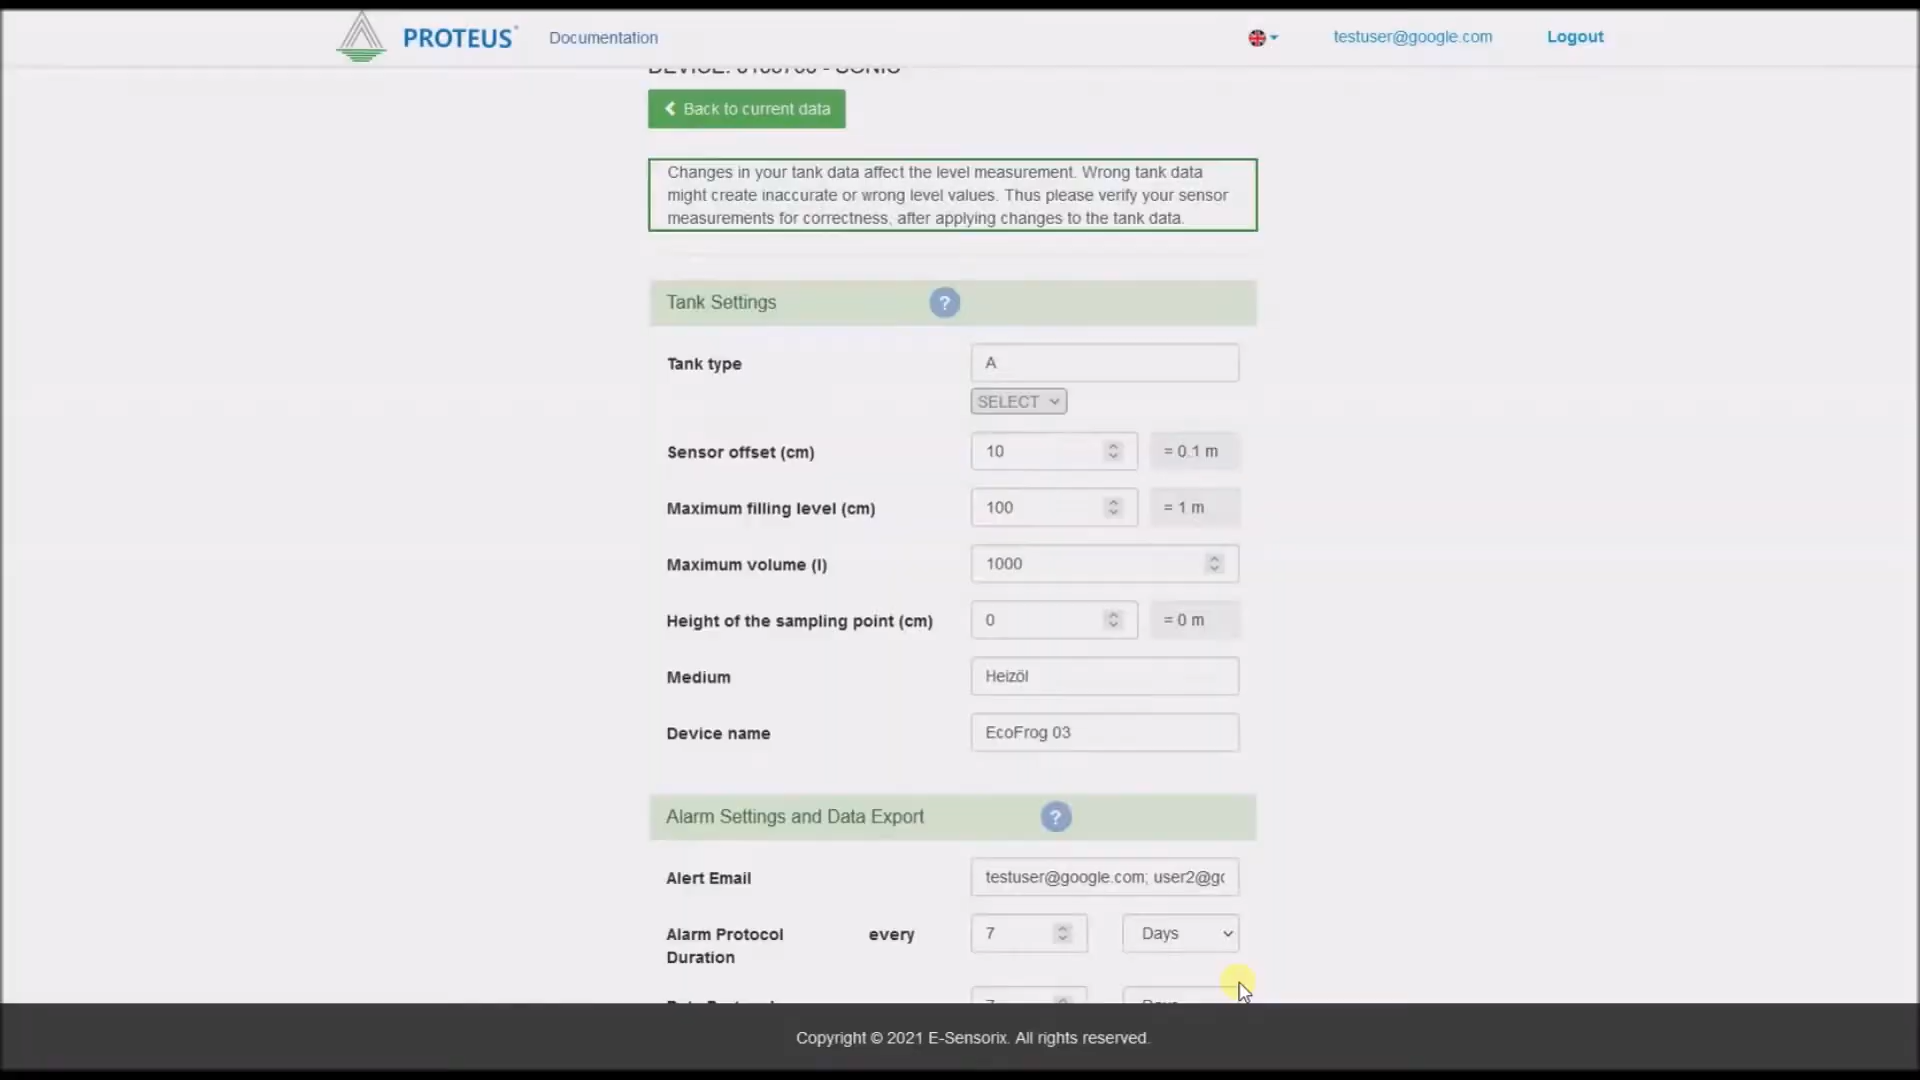 PROTEUS
Documentation
testuser@google.com
Logout
Back to current data
Changes in your tank data affect the level measurement. Wrong tank data
might create inaccurate or wrong level values. Thus please verify your sensor
measurements for correctness, after applying changes to the tank data.
Tank Settings ?
Tank type A
SELECT
Sensor offset (cm) 10 = 0.1 m
Maximum filling level (cm) 100 = 1 m
Maximum volume (l) 1000
Height of the sampling point (cm) 0 = 0 m
Medium Heizöl
Device name EcoFrog 03
Alarm Settings and Data Export ?
Alert Email testuser@google.com; user2@gc
Alarm Protocol every 7 Days
Duration
Copyright © 2021 E-Sensorix. All rights reserved.